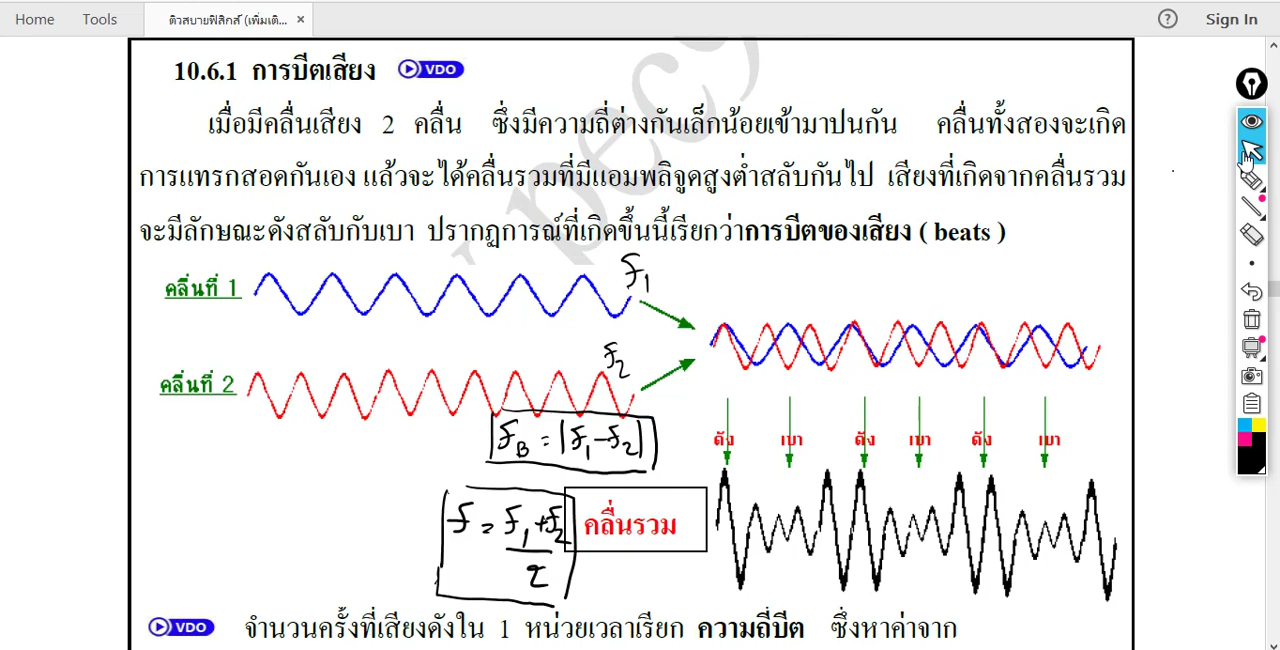 Home Tools ติวสบายฟิสิกส์ (เพิ่มเติ... × ? Sign In
10.6.1 การบีตเสียง VDO
เมื่อมีคลื่นเสียง 2 คลื่น ซึ่งมีความถี่ต่างกันเล็กน้อยเข้ามาปนกัน คลื่นทั้งสองจะเกิด
การแทรกสอดกันเอง แล้วจะได้คลื่นรวมที่มีแอมพลิจูดสูงต่ำสลับกันไป เสียงที่เกิดจากคลื่นรวม
จะมีลักษณะดังสลับกับเบา ปรากฏการณ์ที่เกิดขึ้นนี้เรียกว่าการบีตของเสียง ( beats )
คลื่นที่ 1
f₁
คลื่นที่ 2
f₂
f_B = |f₁ - f₂|
ดัง เบา ดัง เบา ดัง เบา
f = f₁ + f₂
2
คลื่นรวม
VDO จำนวนครั้งที่เสียงดังใน 1 หน่วยเวลาเรียก ความถี่บีต ซึ่งหาค่าจาก